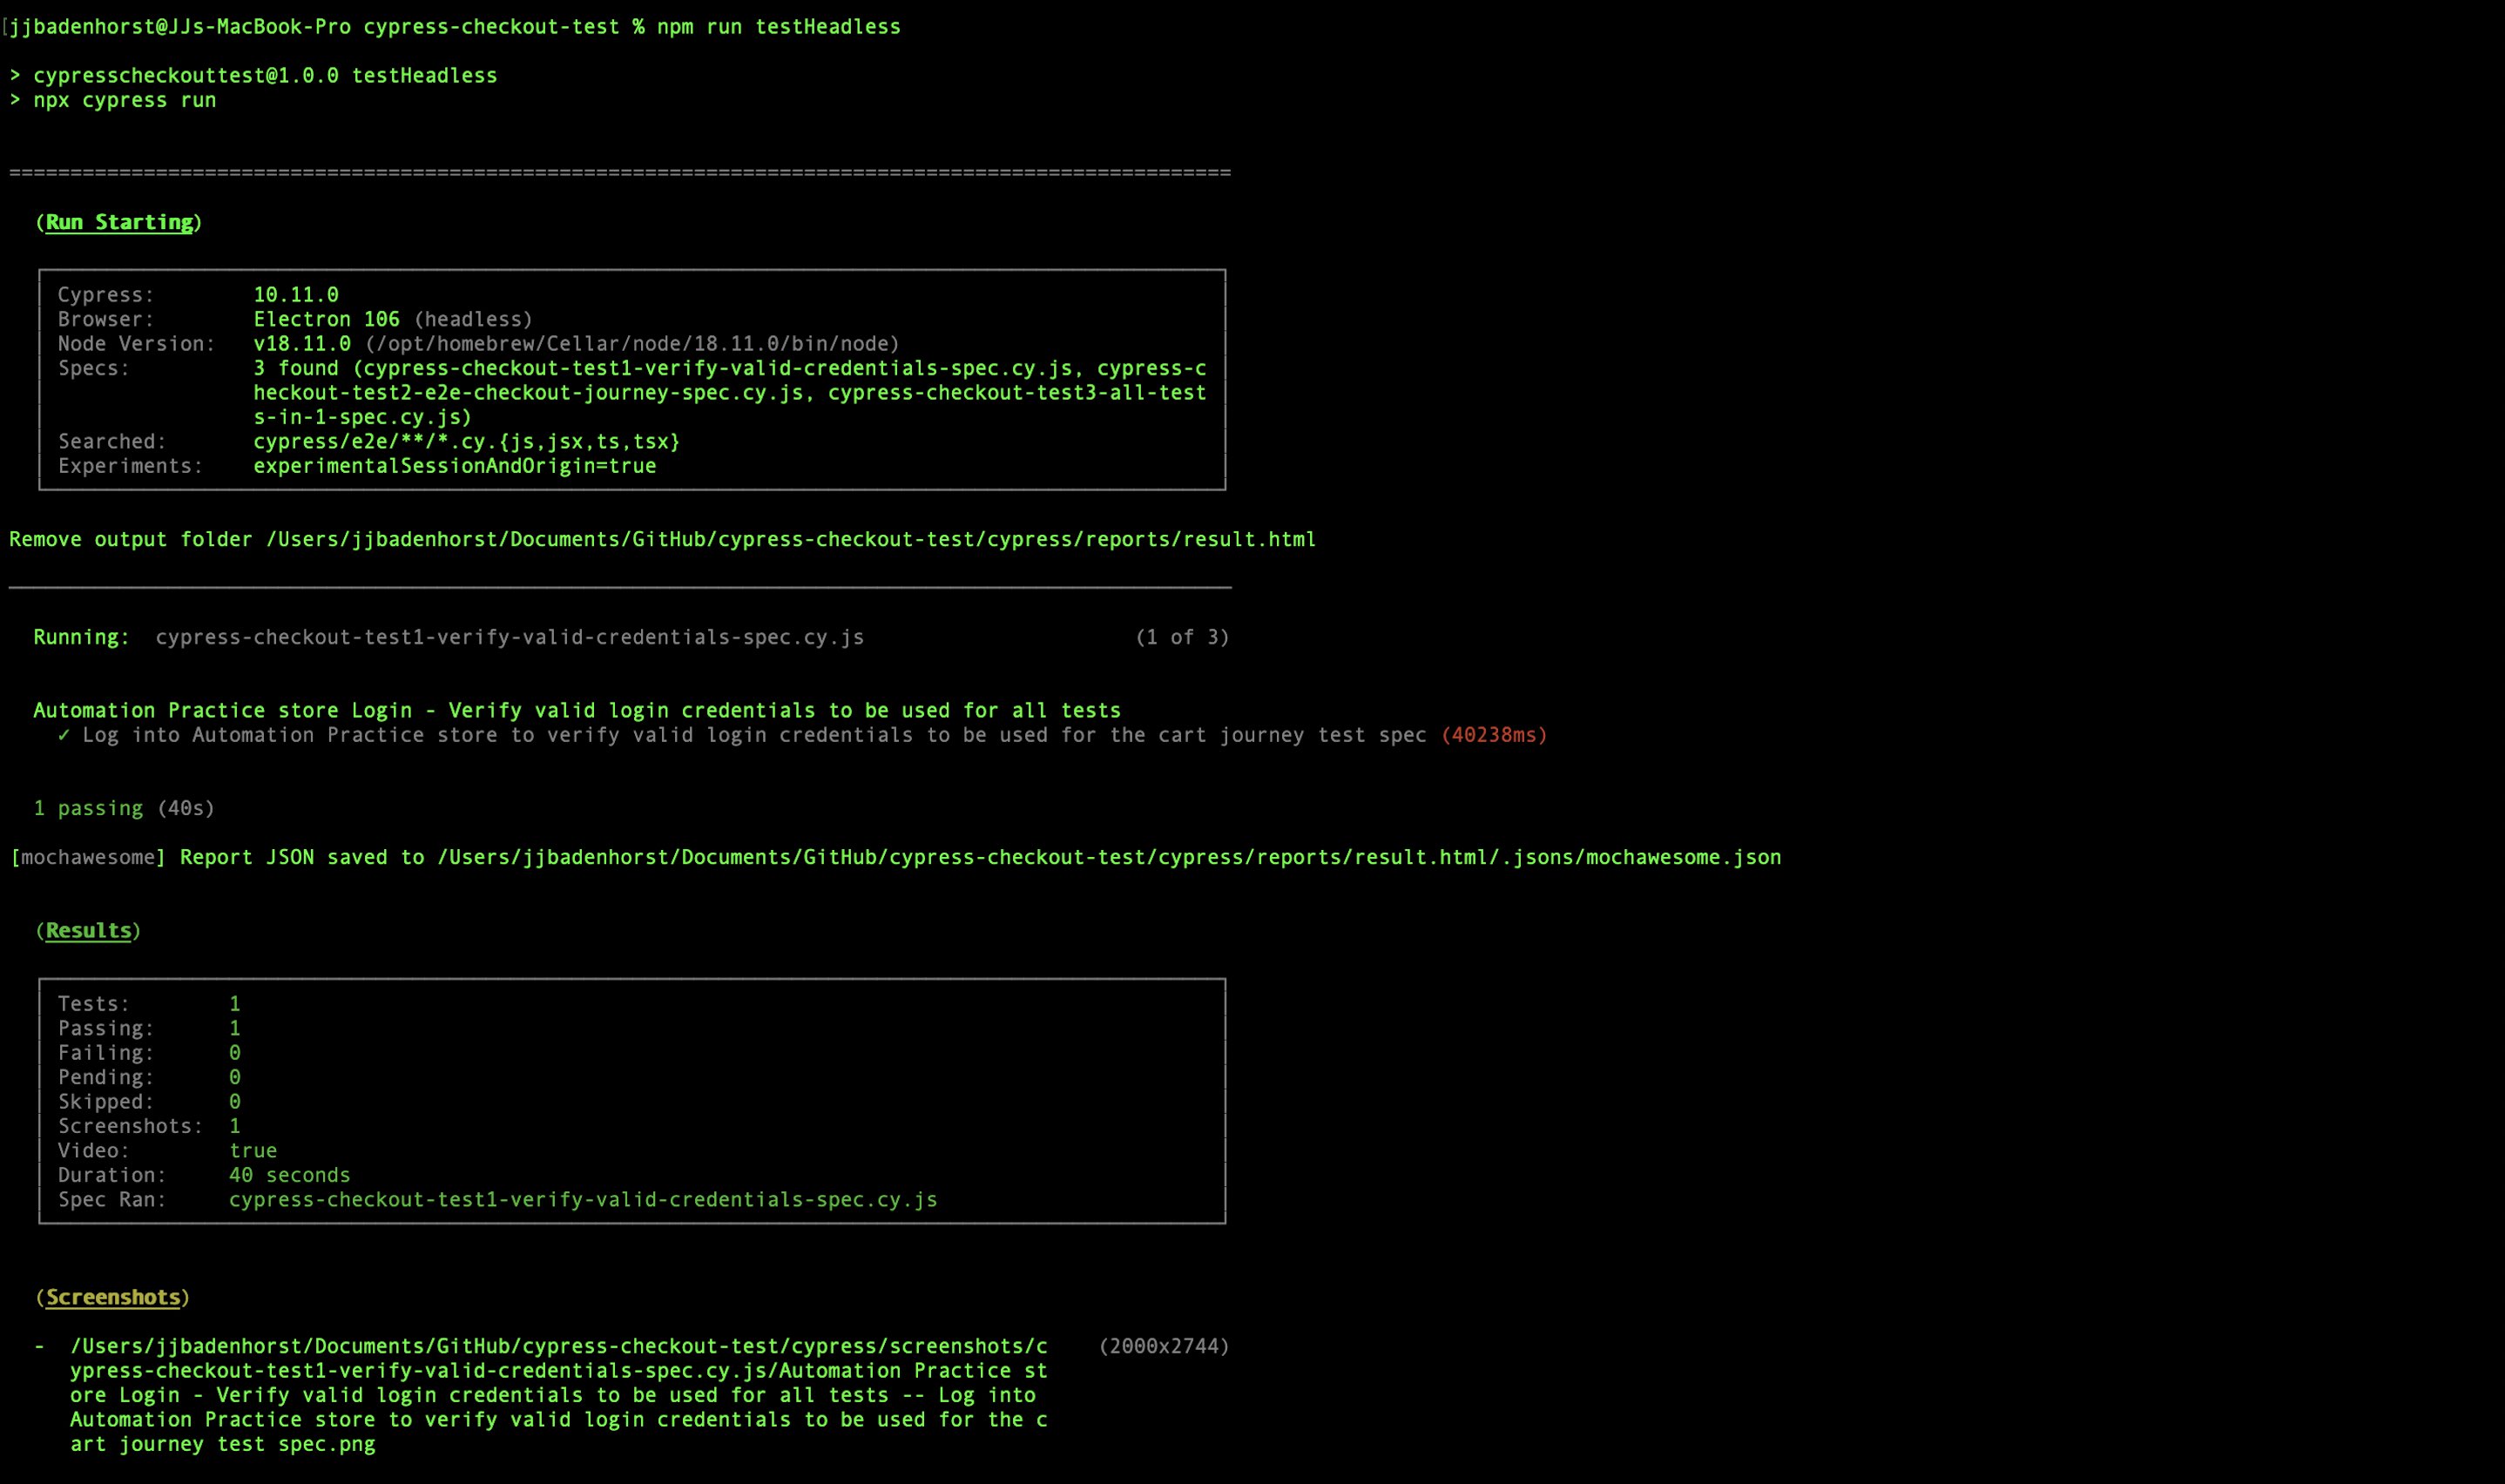 [jjbadenhorst@JJs-MacBook-Pro cypress-checkout-test % npm run testHeadless
> cypresscheckouttest@1.0.0 testHeadless
> npx cypress run
====================================================================================================
(Run Starting)
Cypress: 10.11.0
Browser: Electron 106 (headless)
Node Version: v18.11.0 (/opt/homebrew/Cellar/node/18.11.0/bin/node)
Specs: 3 found (cypress-checkout-test1-verify-valid-credentials-spec.cy.js, cypress-c
heckout-test2-e2e-checkout-journey-spec.cy.js, cypress-checkout-test3-all-test
s-in-1-spec.cy.js)
Searched: cypress/e2e/**/*.cy.{js,jsx,ts,tsx}
Experiments: experimentalSessionAndOrigin=true
Remove output folder /Users/jjbadenhorst/Documents/GitHub/cypress-checkout-test/cypress/reports/result.html
Running: cypress-checkout-test1-verify-valid-credentials-spec.cy.js (1 of 3)
Automation Practice store Login - Verify valid login credentials to be used for all tests
✓ Log into Automation Practice store to verify valid login credentials to be used for the cart journey test spec (40238ms)
1 passing (40s)
[mochawesome] Report JSON saved to /Users/jjbadenhorst/Documents/GitHub/cypress-checkout-test/cypress/reports/result.html/.jsons/mochawesome.json
(Results)
Tests: 1
Passing: 1
Failing: 0
Pending: 0
Skipped: 0
Screenshots: 1
Video: true
Duration: 40 seconds
Spec Ran: cypress-checkout-test1-verify-valid-credentials-spec.cy.js
(Screenshots)
- /Users/jjbadenhorst/Documents/GitHub/cypress-checkout-test/cypress/screenshots/c (2000x2744)
ypress-checkout-test1-verify-valid-credentials-spec.cy.js/Automation Practice st
ore Login - Verify valid login credentials to be used for all tests -- Log into
Automation Practice store to verify valid login credentials to be used for the c
art journey test spec.png